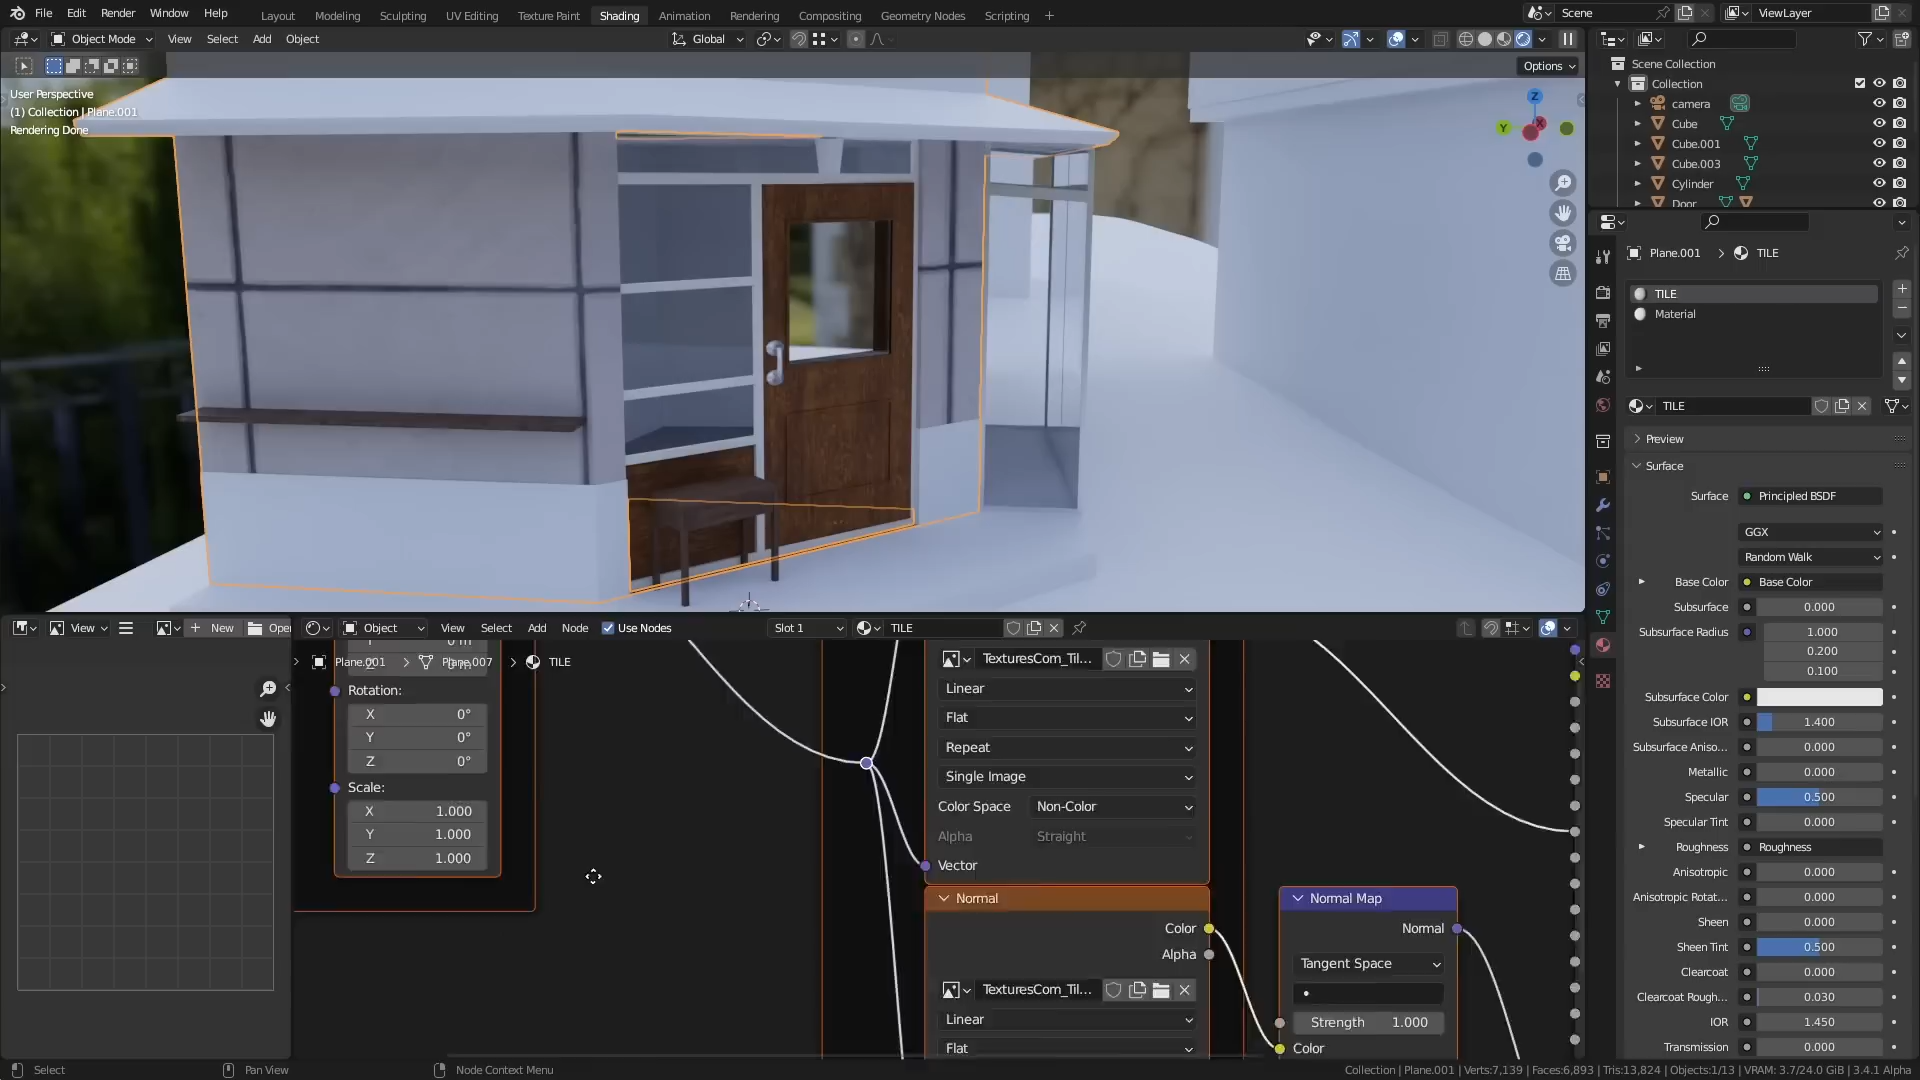 File Edit Render Window Help Layout Modeling Sculpting UV Editing Texture Paint Shading Animation Rendering Compositing Geometry Nodes Scripting + Scene ViewLayer
Object Mode View Select Add Object Global
Options
User Perspective
(1) Collection | Plane.001
Rendering Done
Z
Y
X
Scene Collection
Collection
camera
Cube
Cube.001
Cube.003
Cylinder
Door
Plane.001 > TILE
TILE
Material
TILE
Preview
Surface
Surface Principled BSDF
GGX
Random Walk
Base Color Base Color
Subsurface 0.000
Subsurface Radius 1.000
0.200
0.100
Subsurface Color
Subsurface IOR 1.400
Subsurface Aniso... 0.000
Metallic 0.000
Specular 0.500
Specular Tint 0.000
Roughness Roughness
Anisotropic 0.000
Anisotropic Rotat... 0.000
Sheen 0.000
Sheen Tint 0.500
Clearcoat 0.000
Clearcoat Rough... 0.030
IOR 1.450
Transmission 0.000
View + New Open
Object View Select Add Node Use Nodes Slot 1 TILE
Plane.001 > Plane.007 > TILE
Rotation:
X 0°
Y 0°
Z 0°
Scale:
X 1.000
Y 1.000
Z 1.000
TexturesCom_Til...
Linear
Flat
Repeat
Single Image
Color Space Non-Color
Alpha Straight
Vector
Normal
Color
Alpha
TexturesCom_Til...
Linear
Flat
Normal Map
Normal
Tangent Space
Strength 1.000
Color
Select Pan View Node Context Menu Collection | Plane.001 | Verts:7,139 | Faces:6,893 | Tris:13,824 | Objects:1/13 | VRAM: 3.7/24.0 GiB | 3.4.1 Alpha